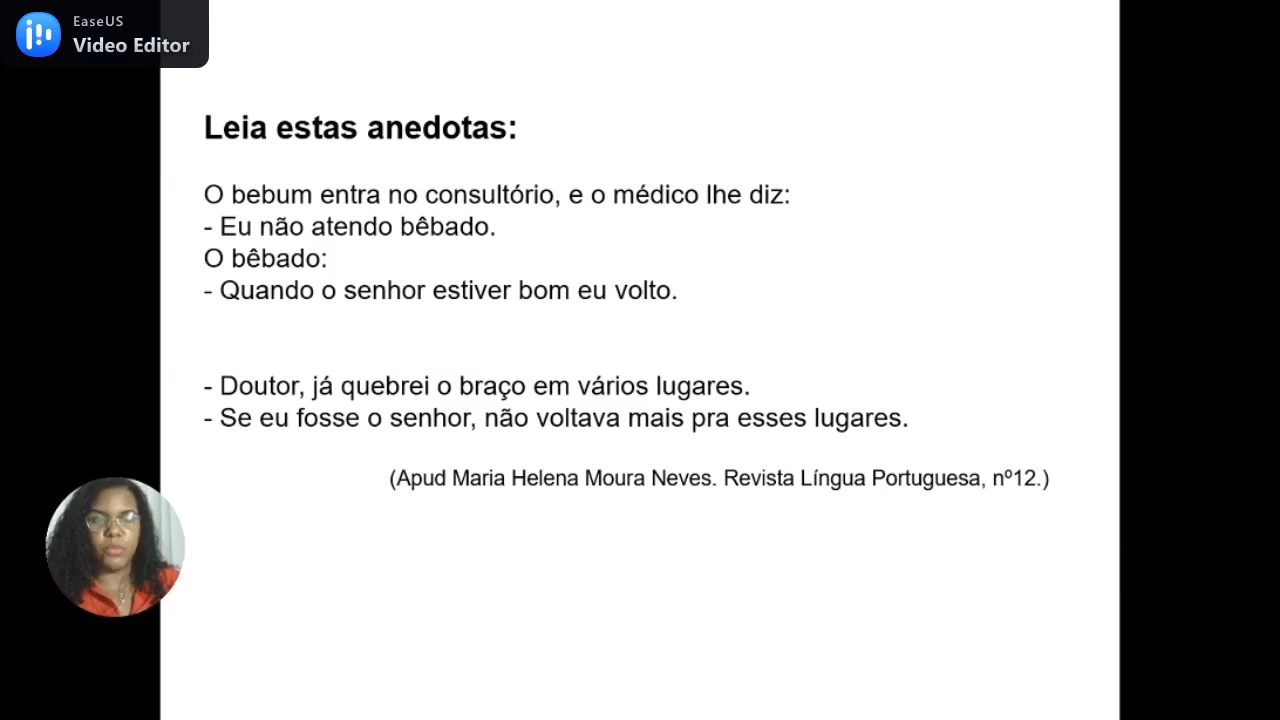 EaseUS
Video Editor
Leia estas anedotas:
O bebum entra no consultório, e o médico lhe diz:
- Eu não atendo bêbado.
O bêbado:
- Quando o senhor estiver bom eu volto.
- Doutor, já quebrei o braço em vários lugares.
- Se eu fosse o senhor, não voltava mais pra esses lugares.
(Apud Maria Helena Moura Neves. Revista Língua Portuguesa, nº12.)